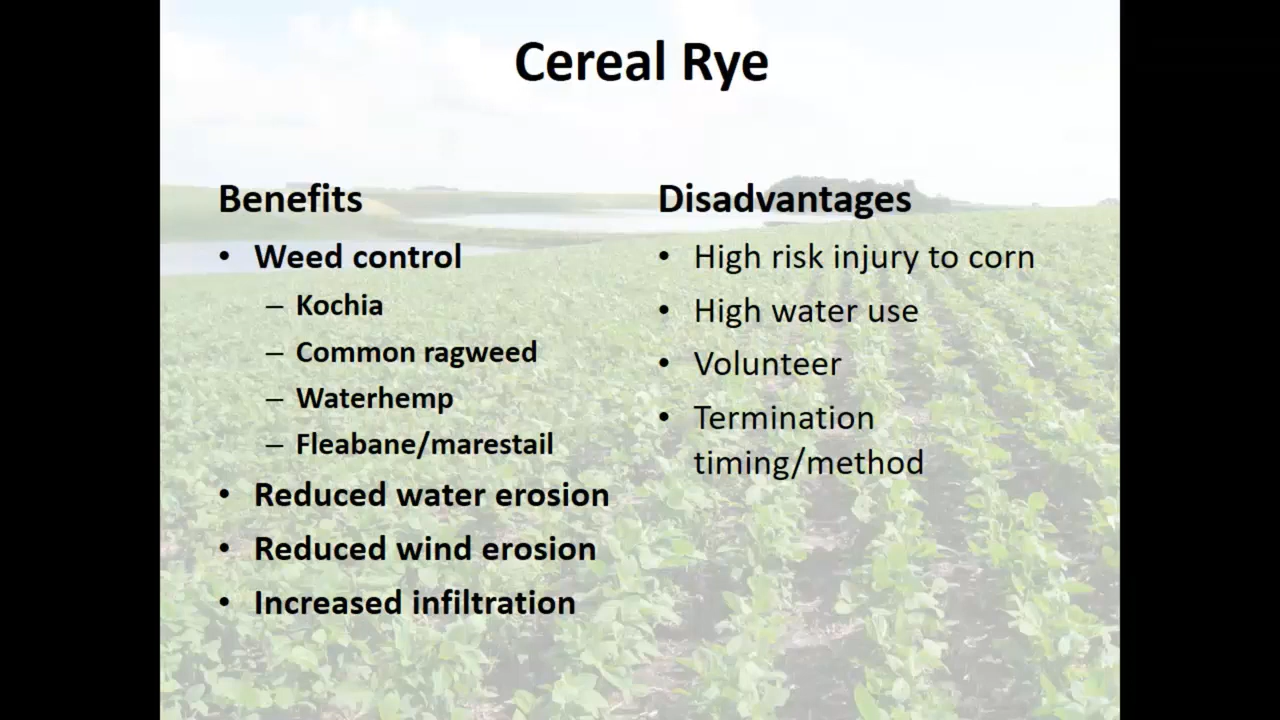 Cereal Rye
Benefits
• Weed control
– Kochia
– Common ragweed
– Waterhemp
– Fleabane/marestail
• Reduced water erosion
• Reduced wind erosion
• Increased infiltration
Disadvantages
• High risk injury to corn
• High water use
• Volunteer
• Termination
timing/method